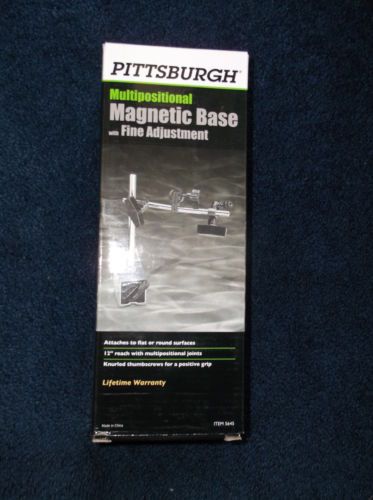 PITTSBURGH®
Multipositional
Magnetic Base
with Fine Adjustment
Attaches to flat or round surfaces
12" reach with multipositional joints
Knurled thumbscrews for a positive grip
Lifetime Warranty
Made in China
ITEM 5645